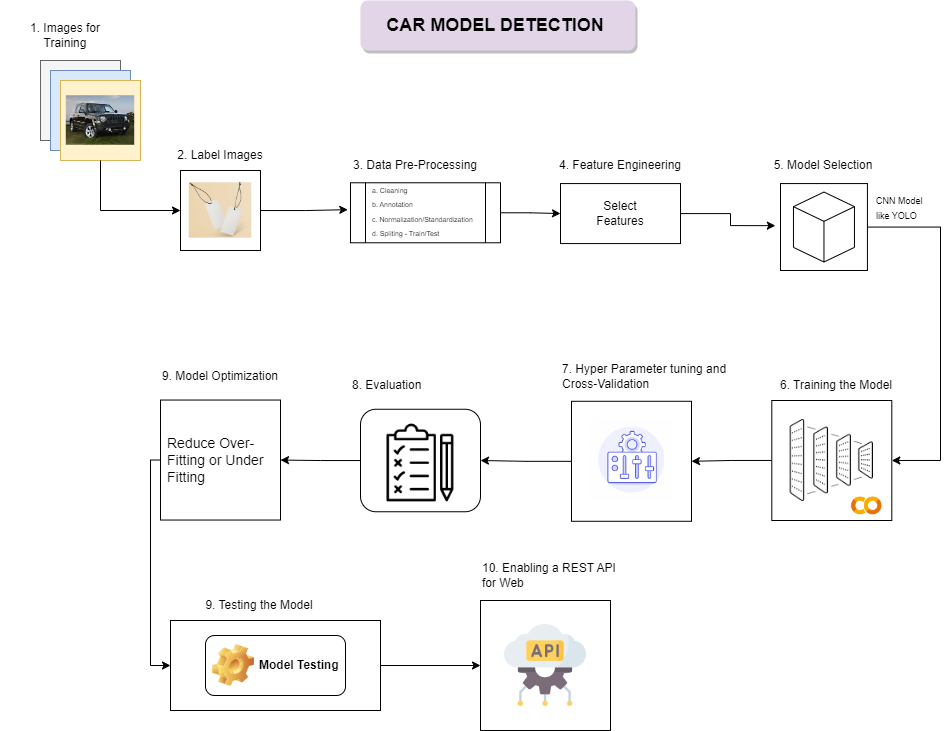 CAR MODEL DETECTION
1. Images for
Training
2. Label Images
3. Data Pre-Processing
a. Cleaning
b. Annotation
c. Normalization/Standardization
d. Spliting - Train/Test
4. Feature Engineering
Select
Features
5. Model Selection
CNN Model
like YOLO
6. Training the Model
CO
7. Hyper Parameter tuning and
Cross-Validation
8. Evaluation
9. Model Optimization
Reduce Over-
Fitting or Under
Fitting
9. Testing the Model
Model Testing
10. Enabling a REST API
for Web
API